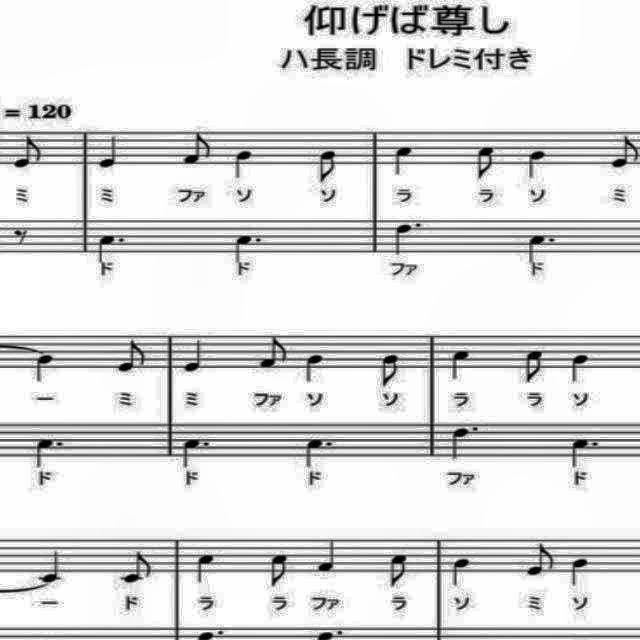 仰げば尊し
ハ長調 ドレミ付き
= 120
ミ ミ ファ ソ ソ ラ ラ ソ ミ
ド ド ファ ド
ー ミ ミ ファ ソ ソ ラ ラ ソ
ド ド ド ファ ド
ー ド ラ ラ ファ ラ ソ ミ ソ